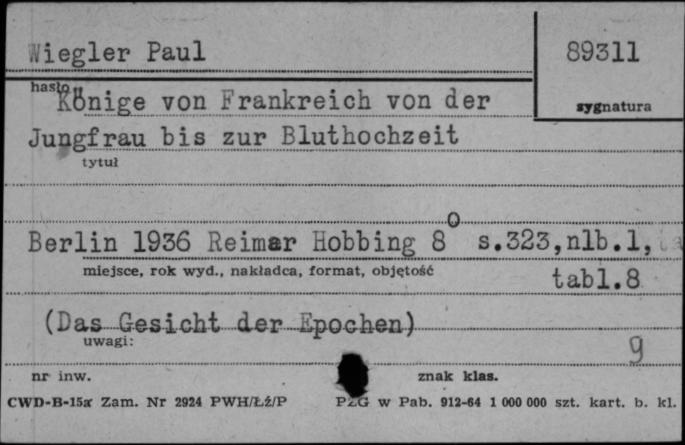 Wiegler Paul
89311
hasło
Könige von Frankreich von der
sygnatura
Jungfrau bis zur Bluthochzeit
tytuł
Berlin 1936 Reimar Hobbing 8° s.323,nlb.1,
miejsce, rok wyd., nakładca, format, objętość
tabl.8
(Das Gesicht der Epochen)
uwagi:
9
nr inw.
znak klas.
CWD-B-15a Zam. Nr 2924 PWH/Łź/P
PZG w Pab. 912-64 1 000 000 szt. kart. b. kl.